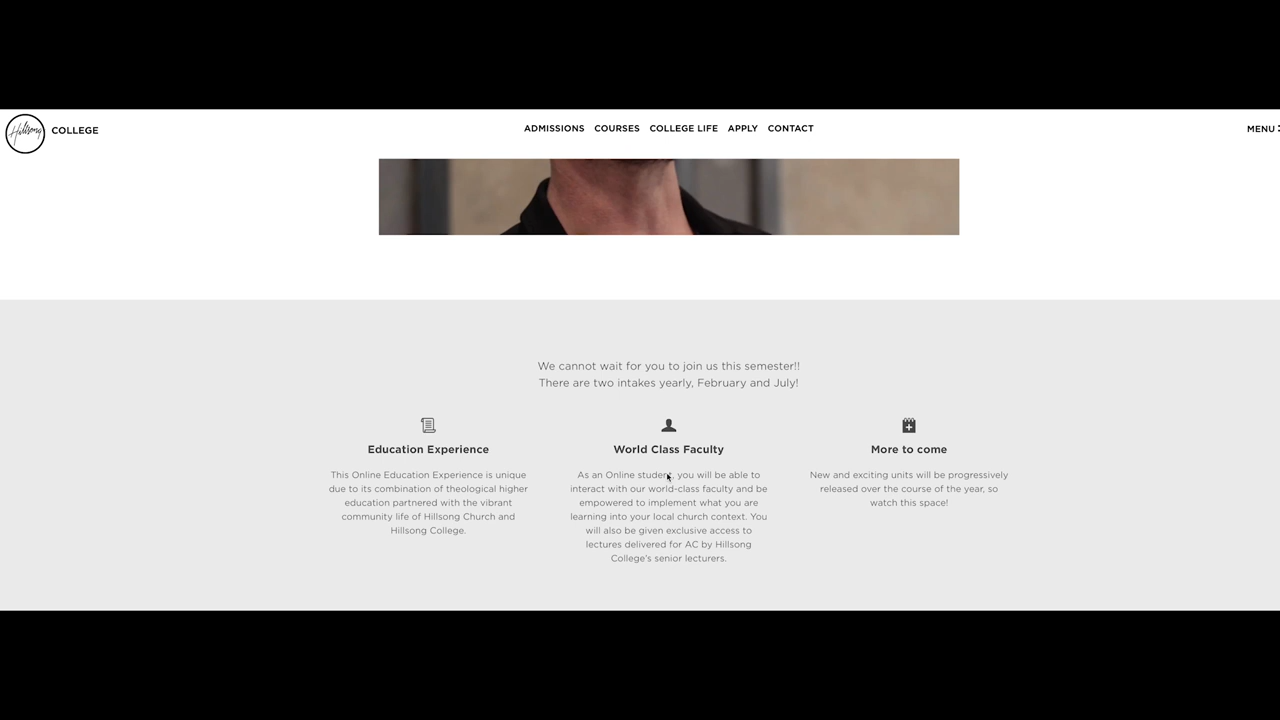 Hillsong
COLLEGE
ADMISSIONS COURSES COLLEGE LIFE APPLY CONTACT
MENU
We cannot wait for you to join us this semester!!
There are two intakes yearly, February and July!
Education Experience
This Online Education Experience is unique
due to its combination of theological higher
education partnered with the vibrant
community life of Hillsong Church and
Hillsong College.
World Class Faculty
As an Online student, you will be able to
interact with our world-class faculty and be
empowered to implement what you are
learning into your local church context. You
will also be given exclusive access to
lectures delivered for AC by Hillsong
College's senior lecturers.
More to come
New and exciting units will be progressively
released over the course of the year, so
watch this space!